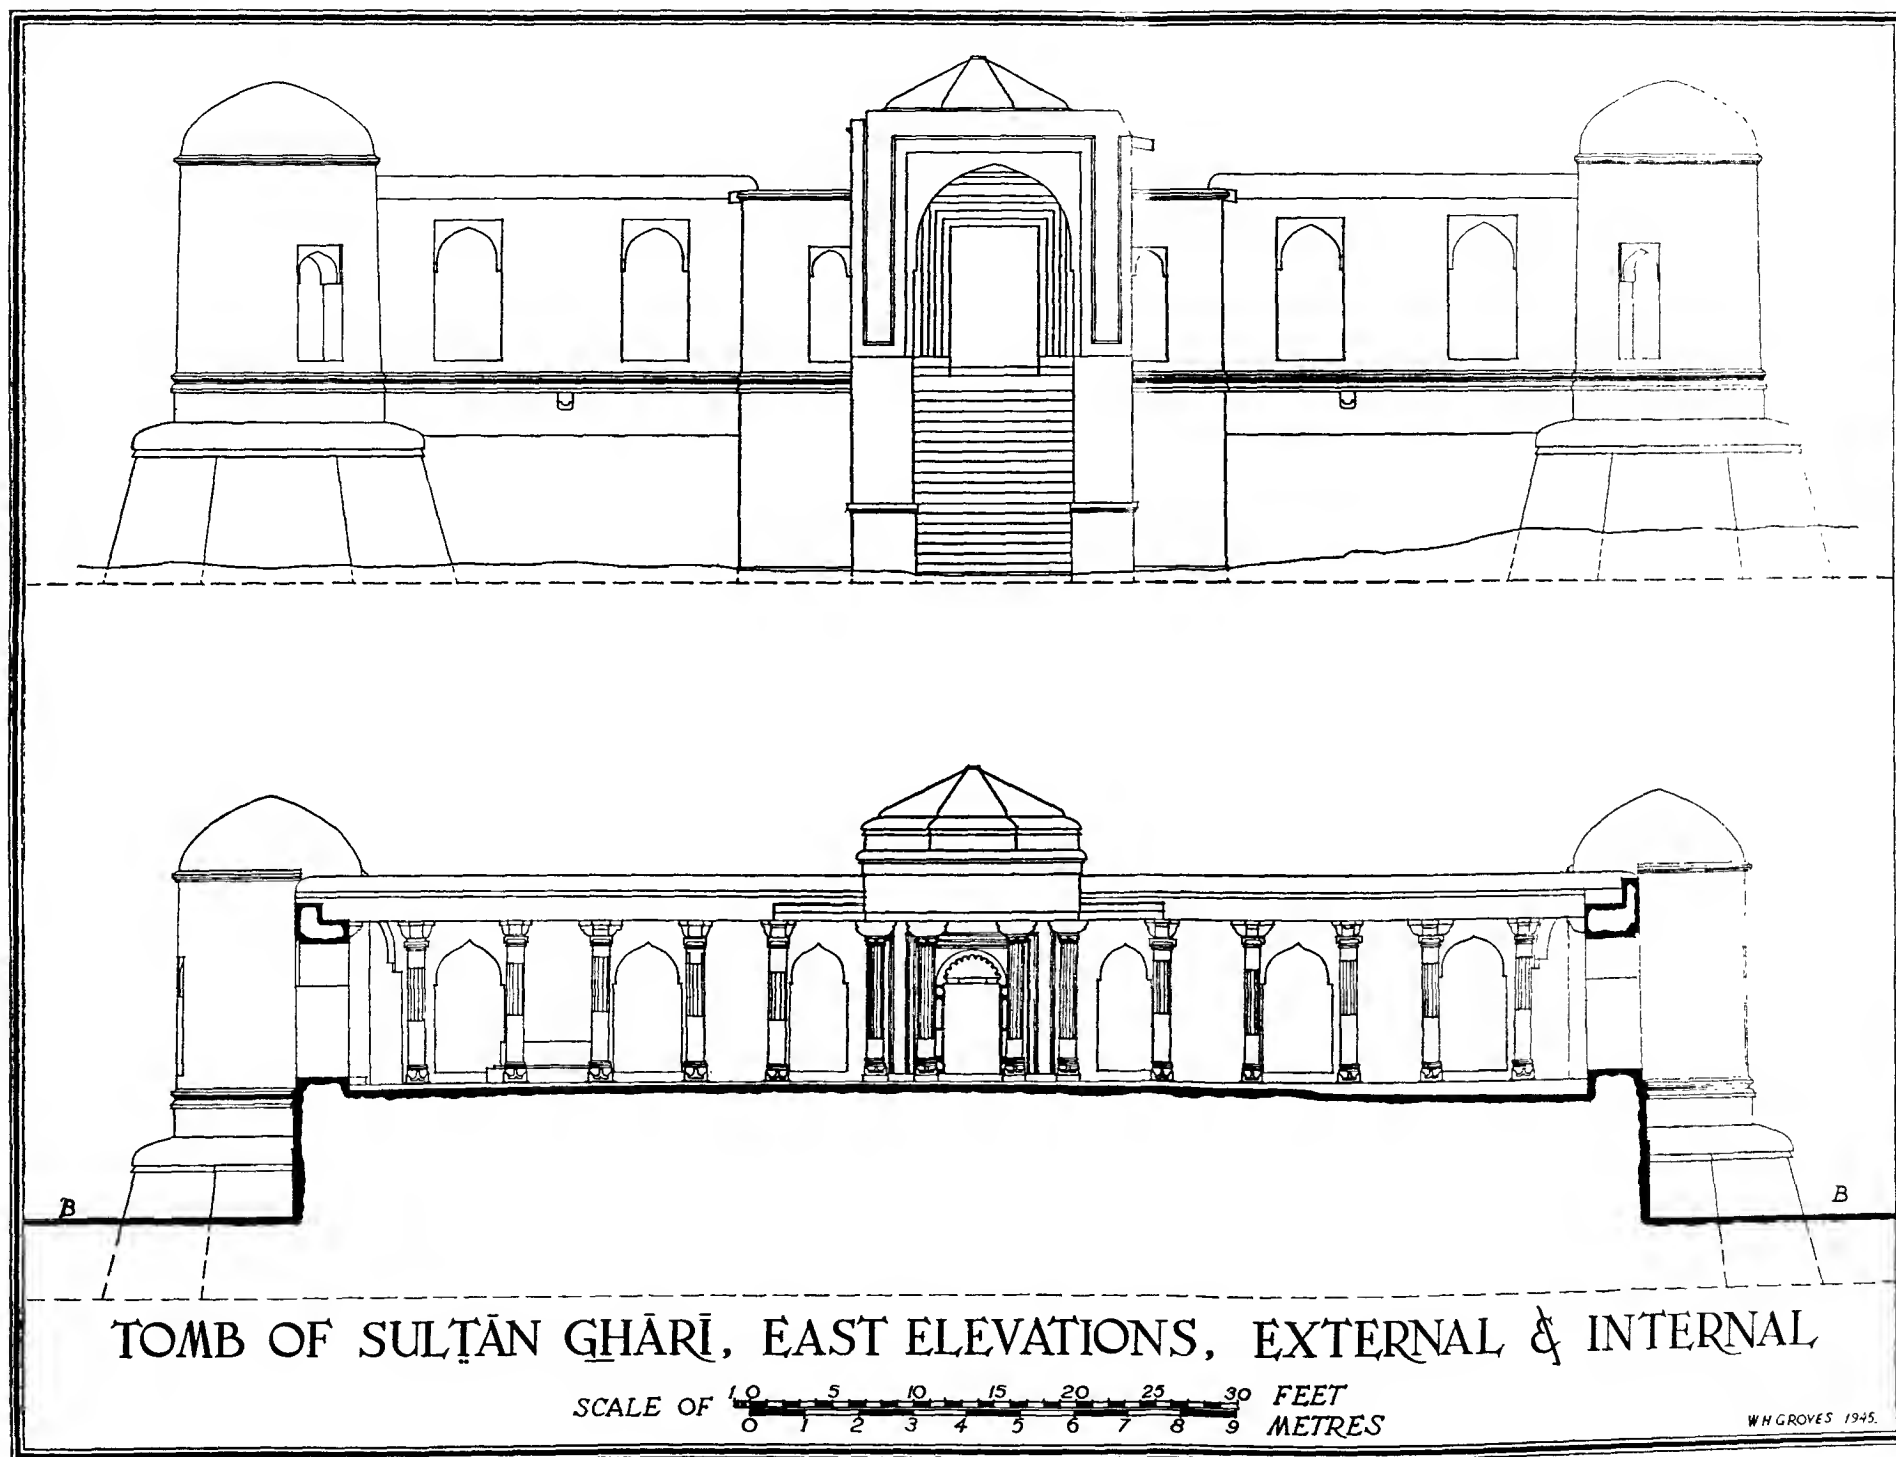 B
B
TOMB OF SULṬĀN G͟HĀRĪ, EAST ELEVATIONS, EXTERNAL & INTERNAL
SCALE OF
1 0 5 10 15 20 25 30 FEET
0 1 2 3 4 5 6 7 8 9 METRES
W H GROVES 1945.